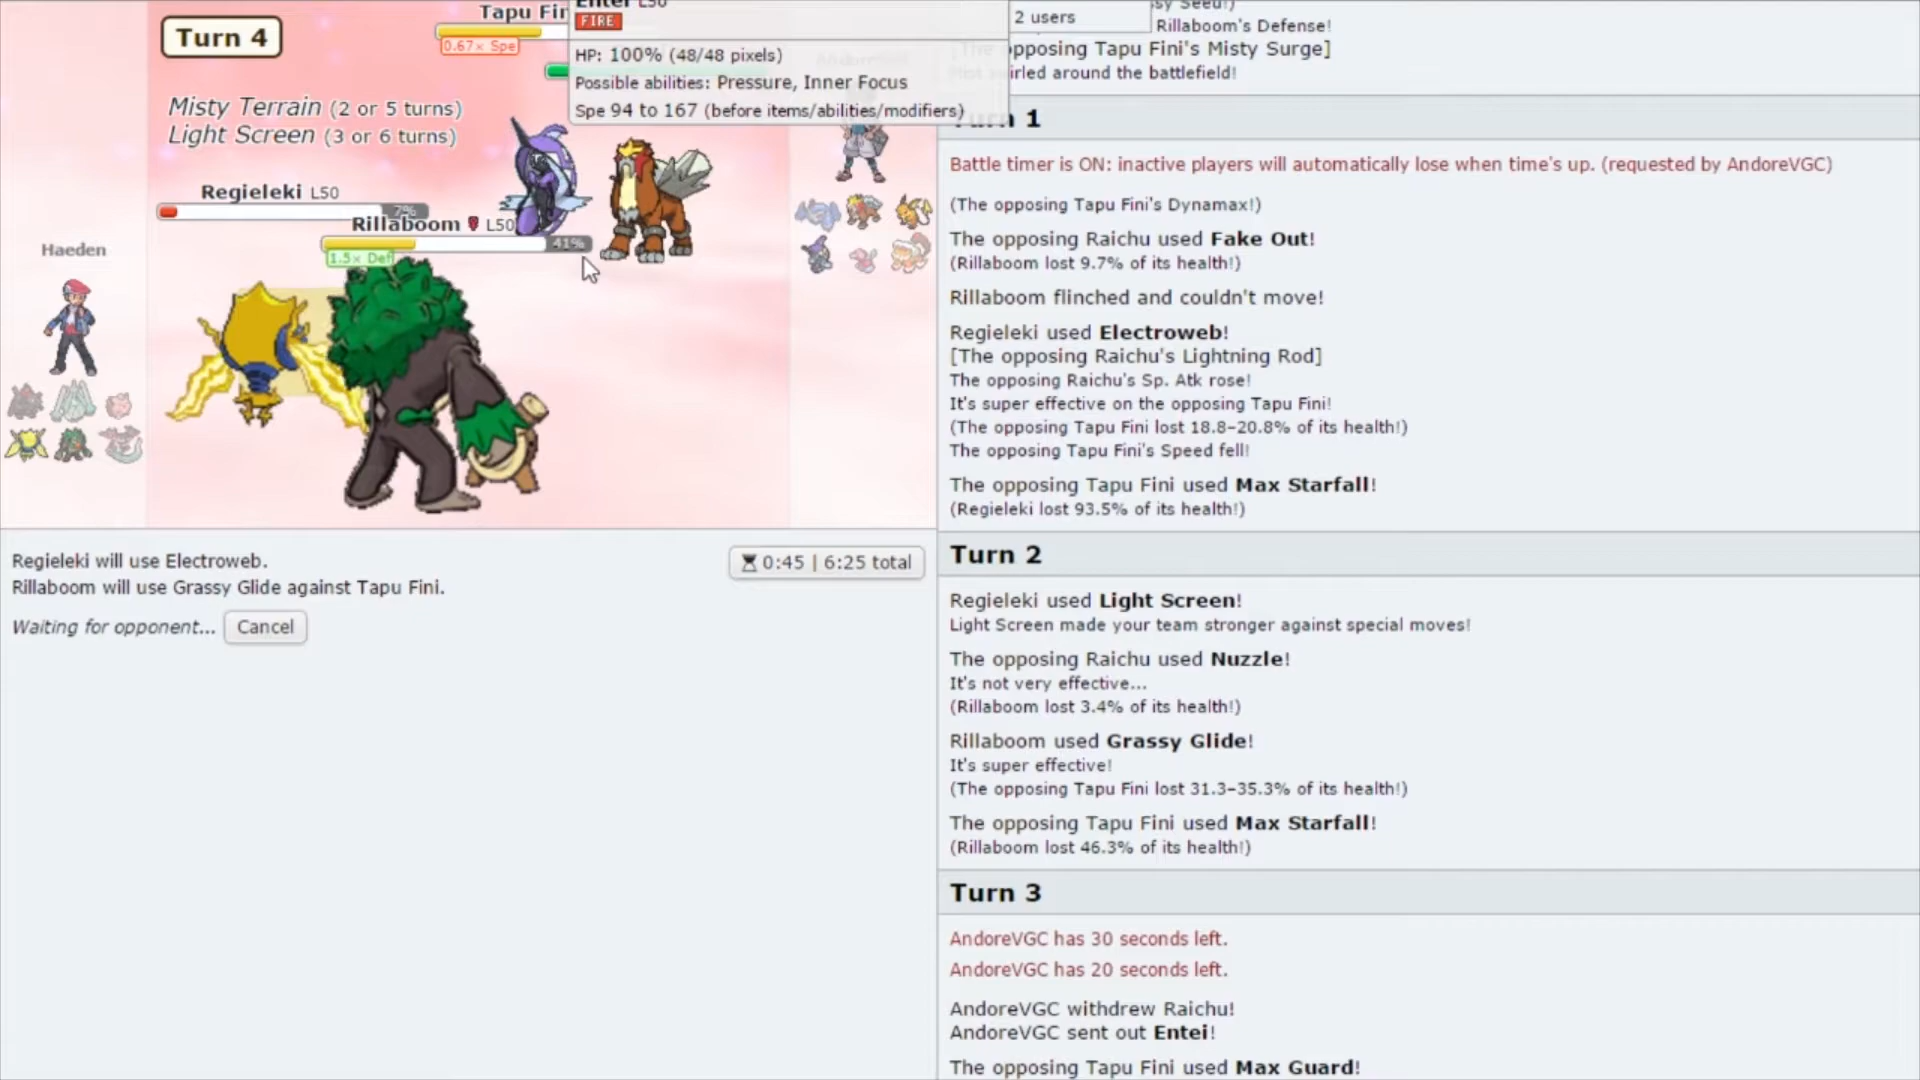 Turn 4
Tapu Fin
0.67× Spe
Entei L50
FIRE
HP: 100% (48/48 pixels)
Possible abilities: Pressure, Inner Focus
Spe 94 to 167 (before items/abilities/modifiers)
Misty Terrain (2 or 5 turns)
Light Screen (3 or 6 turns)
Regieleki L50
7%
Rillaboom L50
41%
1.5× Def
Haeden
Regieleki will use Electroweb.
Rillaboom will use Grassy Glide against Tapu Fini.
Waiting for opponent... Cancel
0:45 | 6:25 total
2 users
sy Seed!)
Rillaboom's Defense!
[The opposing Tapu Fini's Misty Surge]
Mist swirled around the battlefield!
Turn 1
Battle timer is ON: inactive players will automatically lose when time's up. (requested by AndoreVGC)
(The opposing Tapu Fini's Dynamax!)
The opposing Raichu used Fake Out!
(Rillaboom lost 9.7% of its health!)
Rillaboom flinched and couldn't move!
Regieleki used Electroweb!
[The opposing Raichu's Lightning Rod]
The opposing Raichu's Sp. Atk rose!
It's super effective on the opposing Tapu Fini!
(The opposing Tapu Fini lost 18.8–20.8% of its health!)
The opposing Tapu Fini's Speed fell!
The opposing Tapu Fini used Max Starfall!
(Regieleki lost 93.5% of its health!)
Turn 2
Regieleki used Light Screen!
Light Screen made your team stronger against special moves!
The opposing Raichu used Nuzzle!
It's not very effective...
(Rillaboom lost 3.4% of its health!)
Rillaboom used Grassy Glide!
It's super effective!
(The opposing Tapu Fini lost 31.3–35.3% of its health!)
The opposing Tapu Fini used Max Starfall!
(Rillaboom lost 46.3% of its health!)
Turn 3
AndoreVGC has 30 seconds left.
AndoreVGC has 20 seconds left.
AndoreVGC withdrew Raichu!
AndoreVGC sent out Entei!
The opposing Tapu Fini used Max Guard!